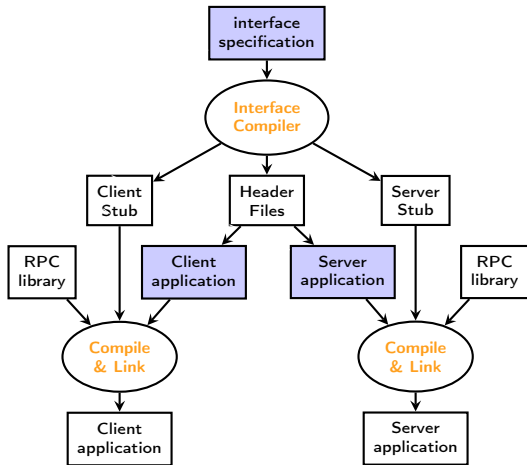 interface
specification
Interface
Compiler
Client
Stub
Header
Files
Server
Stub
RPC
library
Client
application
Server
application
RPC
library
Compile
& Link
Compile
& Link
Client
application
Server
application